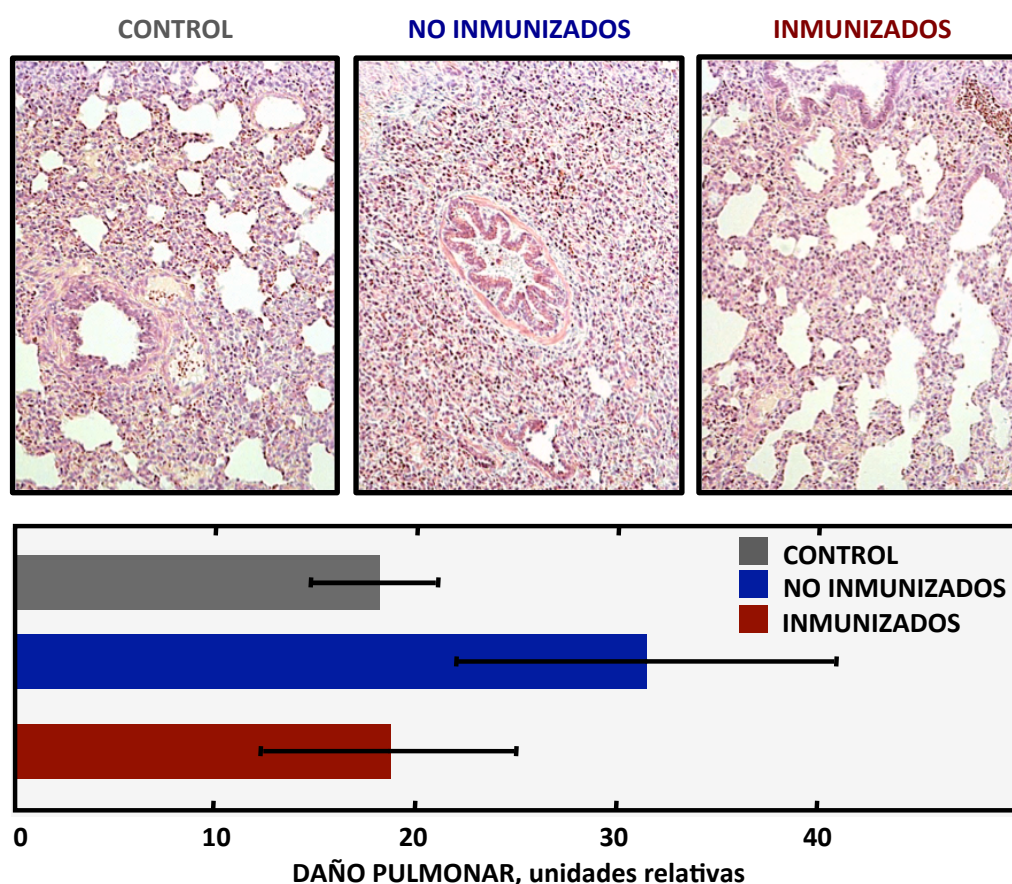 CONTROL
NO INMUNIZADOS
INMUNIZADOS
CONTROL
NO INMUNIZADOS
INMUNIZADOS
0 10 20 30 40
DAÑO PULMONAR, unidades relativas